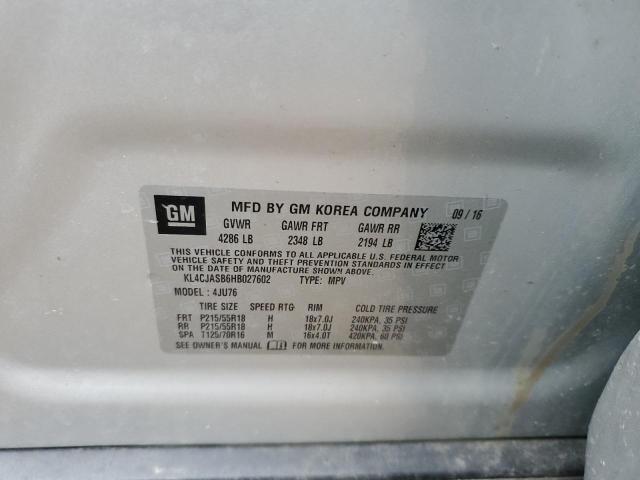 GM
MFD BY GM KOREA COMPANY 09 / 16
GVWR GAWR FRT GAWR RR
4286 LB 2348 LB 2194 LB
THIS VEHICLE CONFORMS TO ALL APPLICABLE U.S. FEDERAL MOTOR
VEHICLE SAFETY AND THEFT PREVENTION STANDARDS IN
EFFECT ON THE DATE OF MANUFACTURE SHOWN ABOVE.
KL4CJASB6HB027602 TYPE: MPV
MODEL : 4JU76
TIRE SIZE SPEED RTG RIM COLD TIRE PRESSURE
FRT P215/55R18 H 18x7.0J 240KPA, 35 PSI
RR P215/55R18 H 18x7.0J 240KPA, 35 PSI
SPA T125/70R16 M 16x4.0T 420KPA, 60 PSI
SEE OWNER'S MANUAL FOR MORE INFORMATION.